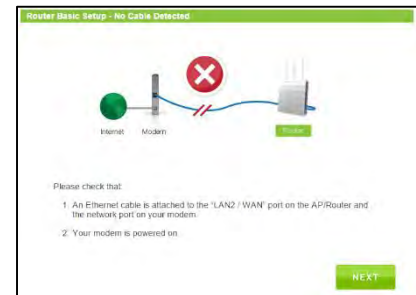 Router Basic Setup - No Cable Detected
Internet Modem Router
Please check that:
1. An Ethernet cable is attached to the "LAN2 / WAN" port on the AP/Router and
the network port on your modem.
2. Your modem is powered on.
NEXT